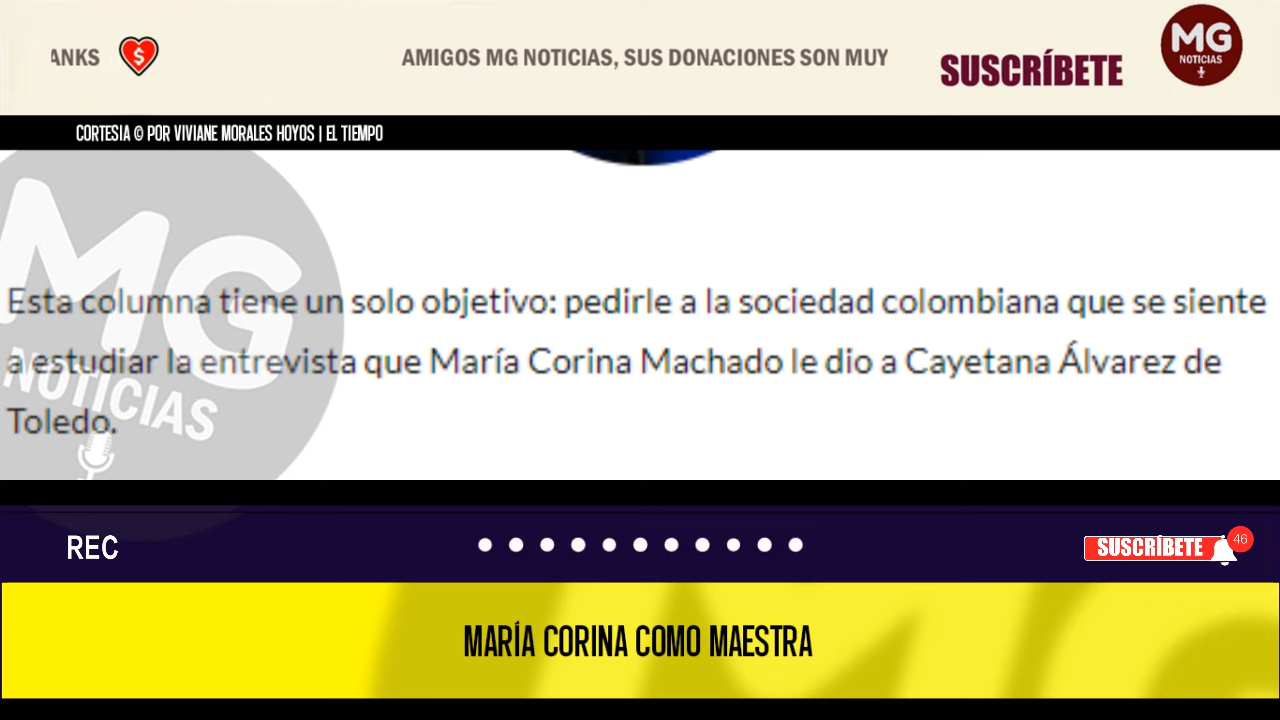 ANKS
AMIGOS MG NOTICIAS, SUS DONACIONES SON MUY
SUSCRÍBETE
MG
NOTICIAS
CORTESIA © POR VIVIANE MORALES HOYOS | EL TIEMPO
MG
NOTICIAS
Esta columna tiene un solo objetivo: pedirle a la sociedad colombiana que se siente
a estudiar la entrevista que María Corina Machado le dio a Cayetana Álvarez de
Toledo.
REC
SUSCRÍBETE
46
MARÍA CORINA COMO MAESTRA